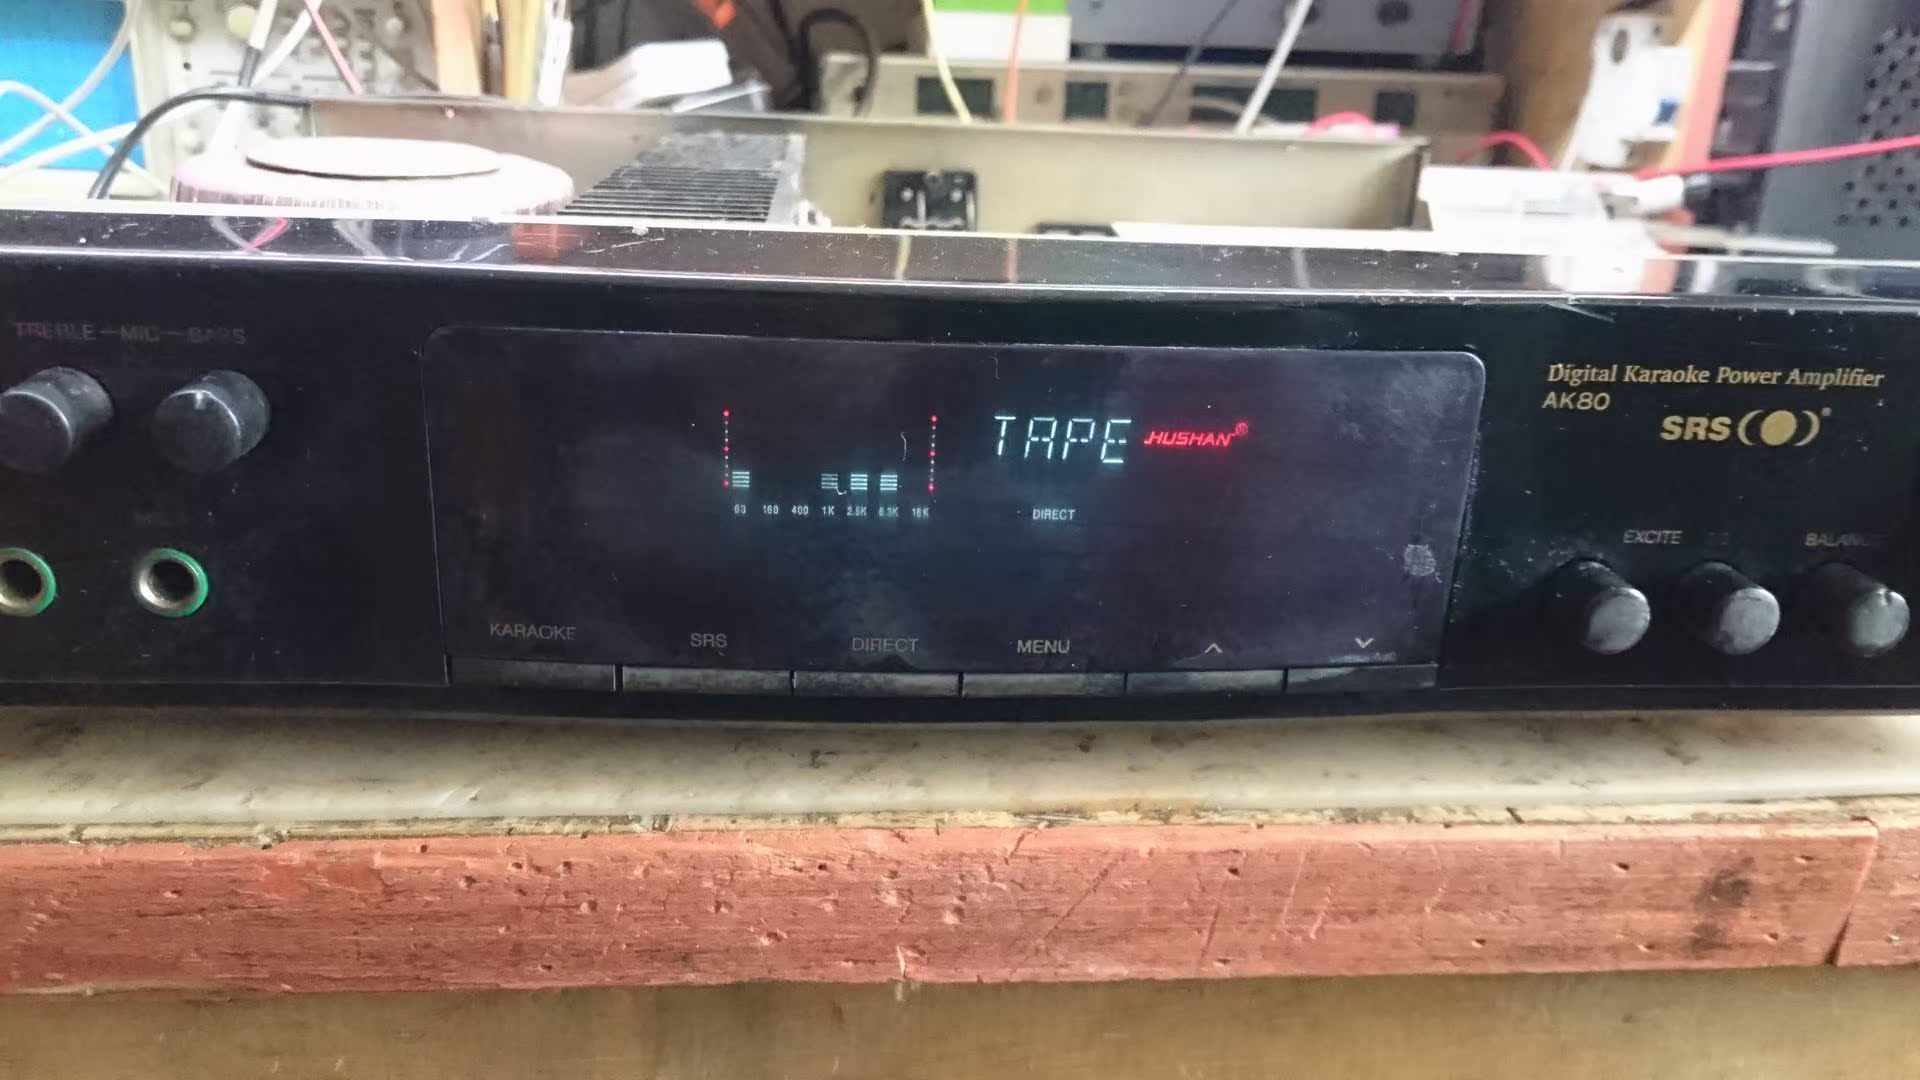 TREBLE — MIC — BASS
Digital Karaoke Power Amplifier
AK80
SRS
TAPE HUSHAN®
63 160 400 1K 2.5K 6.3K 16K
DIRECT
EXCITE
BALANCE
KARAOKE SRS DIRECT MENU